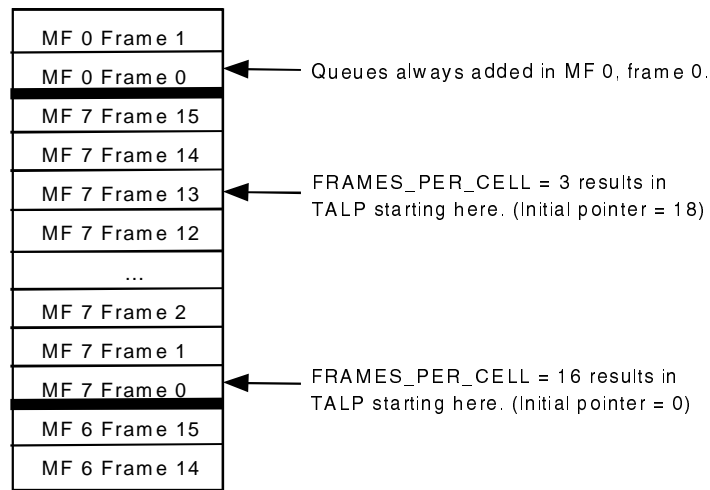 MF 0 Frame 1
MF 0 Frame 0
Queues always added in MF 0, frame 0.
MF 7 Frame 15
MF 7 Frame 14
MF 7 Frame 13
FRAMES_PER_CELL = 3 results in
TALP starting here. (Initial pointer = 18)
MF 7 Frame 12
...
MF 7 Frame 2
MF 7 Frame 1
MF 7 Frame 0
FRAMES_PER_CELL = 16 results in
TALP starting here. (Initial pointer = 0)
MF 6 Frame 15
MF 6 Frame 14